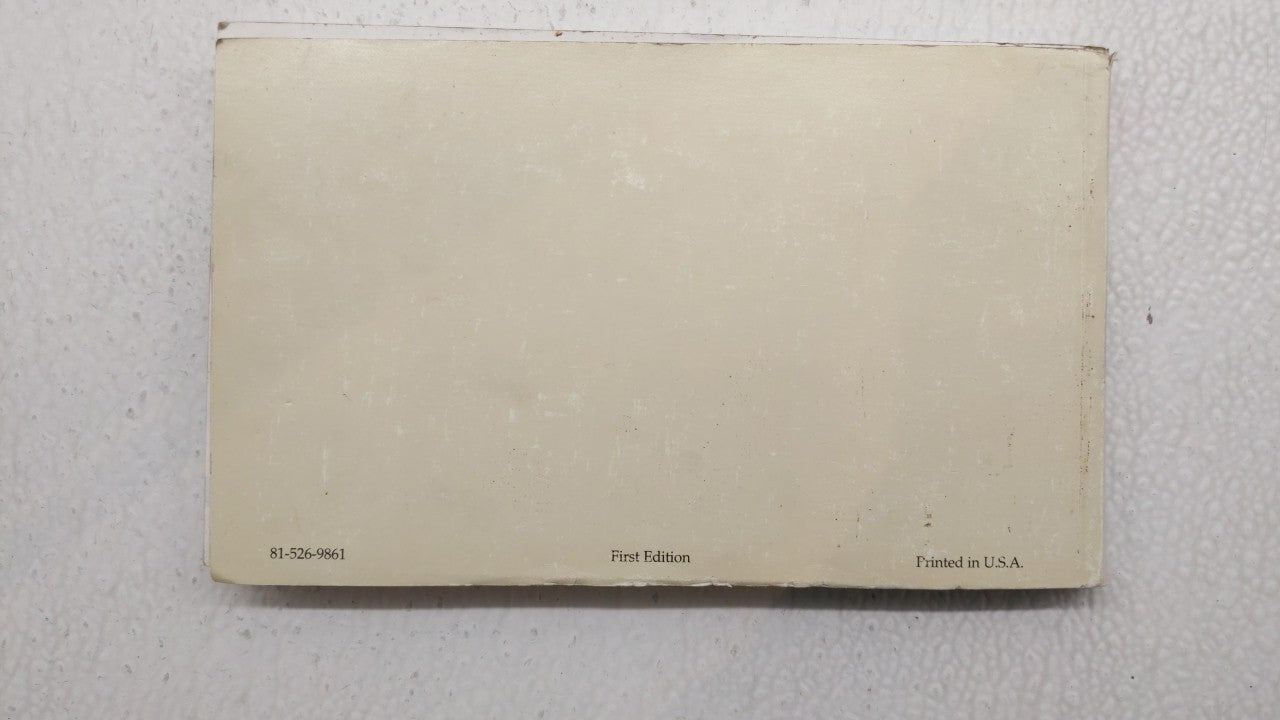 81-526-9861
First Edition
Printed in U.S.A.